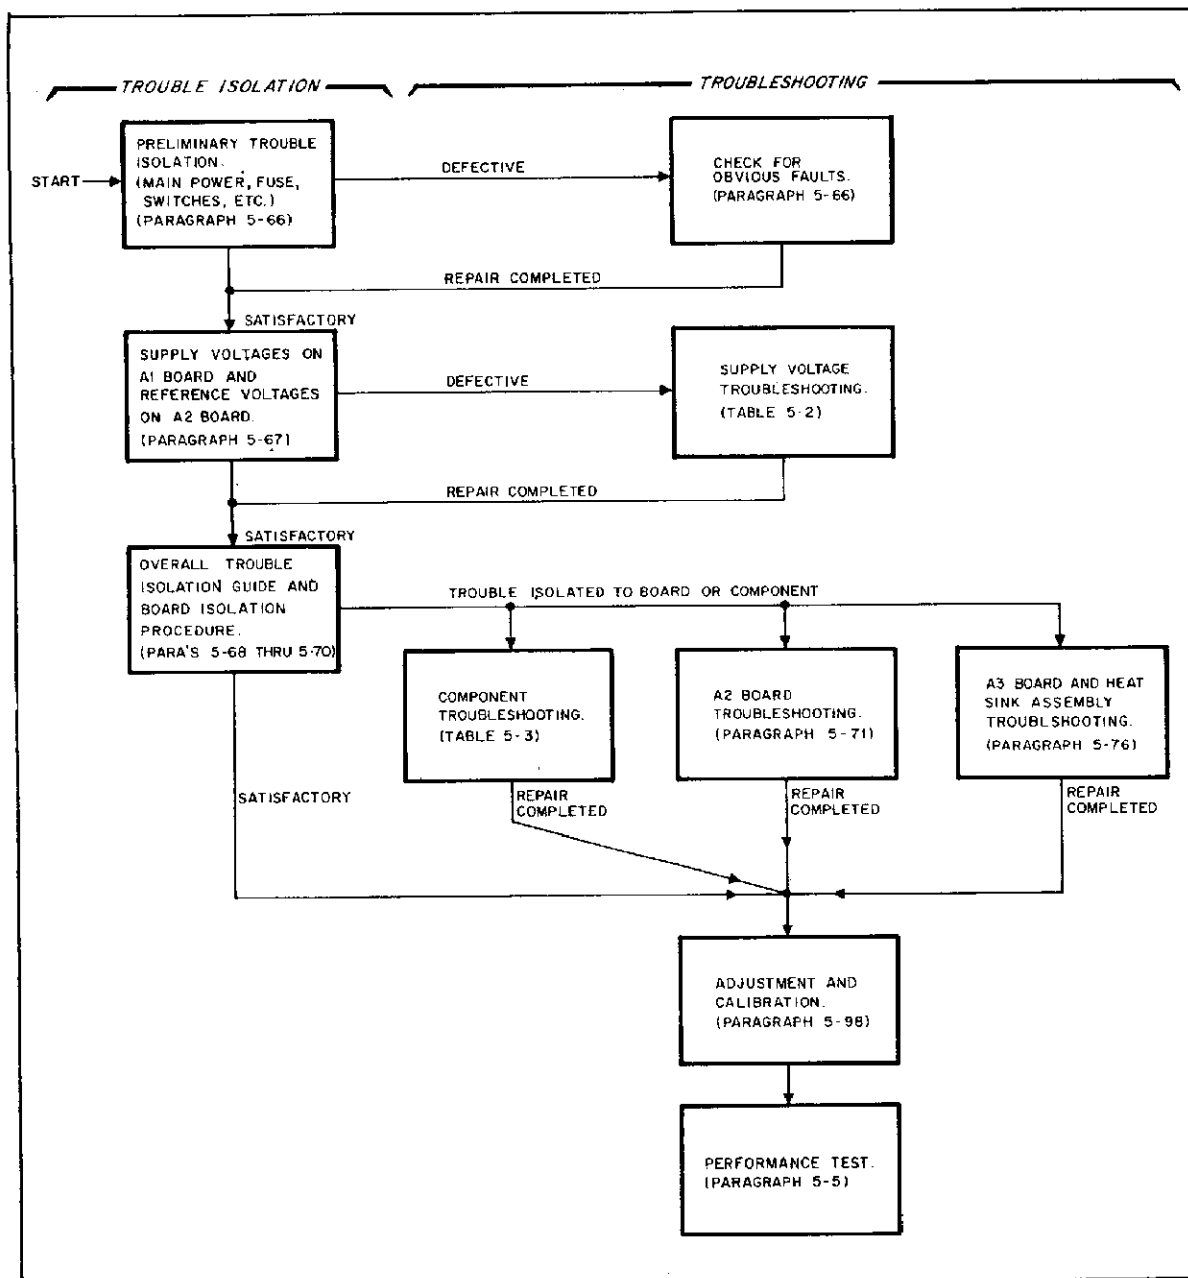 TROUBLE ISOLATION
TROUBLESHOOTING
START
PRELIMINARY TROUBLE
ISOLATION.
(MAIN POWER, FUSE,
SWITCHES, ETC.)
(PARAGRAPH 5-66)
DEFECTIVE
CHECK FOR
OBVIOUS FAULTS.
(PARAGRAPH 5-66)
REPAIR COMPLETED
SATISFACTORY
SUPPLY VOLTAGES ON
A1 BOARD AND
REFERENCE VOLTAGES
ON A2 BOARD.
(PARAGRAPH 5-67)
DEFECTIVE
SUPPLY VOLTAGE
TROUBLESHOOTING.
(TABLE 5-2)
REPAIR COMPLETED
SATISFACTORY
OVERALL TROUBLE
ISOLATION GUIDE AND
BOARD ISOLATION
PROCEDURE.
(PARA'S 5-68 THRU 5-70)
TROUBLE ISOLATED TO BOARD OR COMPONENT
COMPONENT
TROUBLESHOOTING.
(TABLE 5-3)
A2 BOARD
TROUBLESHOOTING.
(PARAGRAPH 5-71)
A3 BOARD AND HEAT
SINK ASSEMBLY
TROUBLSHOOTING.
(PARAGRAPH 5-76)
SATISFACTORY
REPAIR
COMPLETED
REPAIR
COMPLETED
REPAIR
COMPLETED
ADJUSTMENT AND
CALIBRATION.
(PARAGRAPH 5-98)
PERFORMANCE TEST.
(PARAGRAPH 5-5)